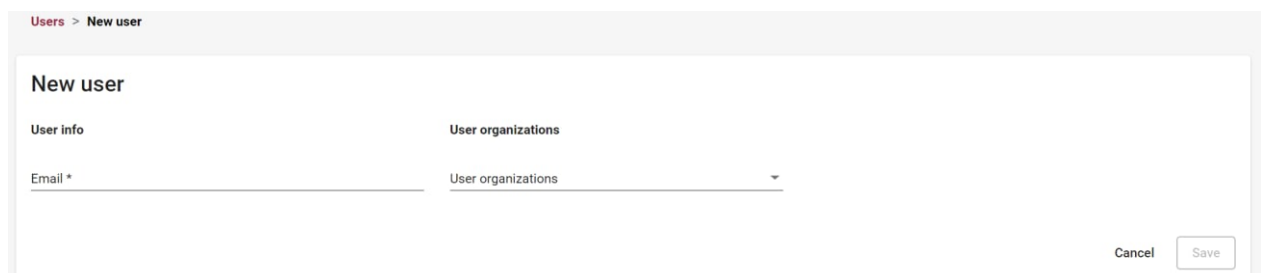 Users > New user
New user
User info
User organizations
Email *
User organizations
Cancel
Save